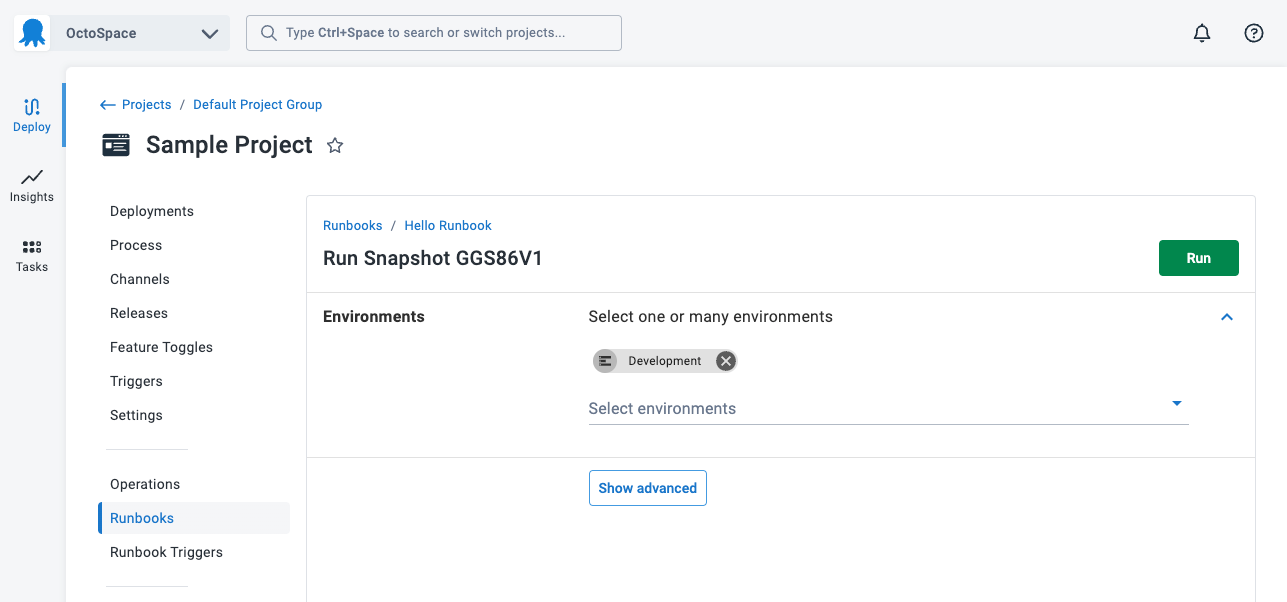 OctoSpace
Type Ctrl+Space to search or switch projects...
Deploy
Insights
Tasks
Projects / Default Project Group
Sample Project
Deployments
Process
Channels
Releases
Feature Toggles
Triggers
Settings
Operations
Runbooks
Runbook Triggers
Runbooks / Hello Runbook
Run Snapshot GGS86V1
Run
Environments
Select one or many environments
Development
Select environments
Show advanced